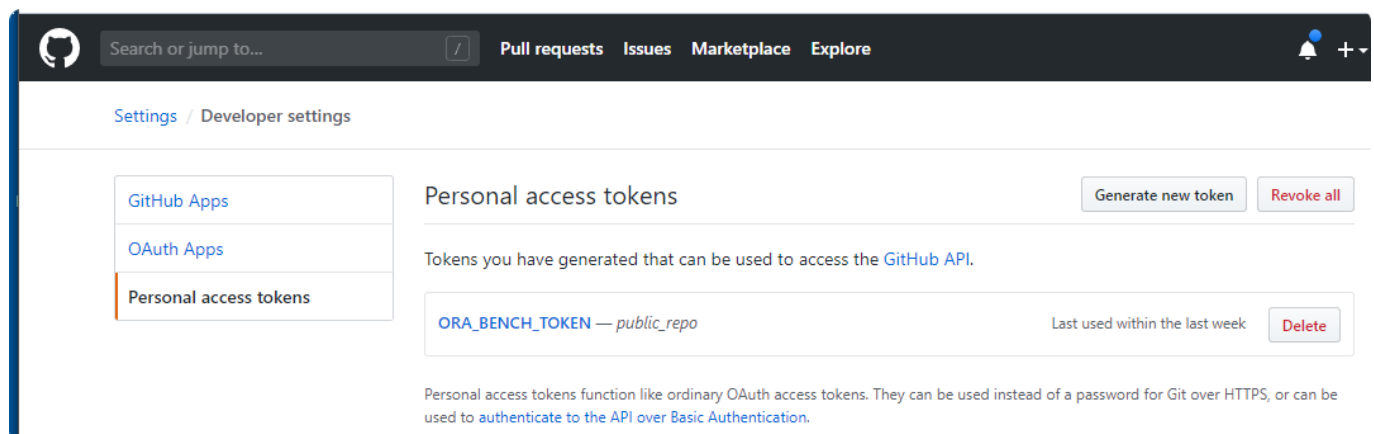 Search or jump to... / Pull requests Issues Marketplace Explore
Settings / Developer settings
GitHub Apps
OAuth Apps
Personal access tokens
Personal access tokens Generate new token Revoke all
Tokens you have generated that can be used to access the GitHub API.
ORA_BENCH_TOKEN — public_repo Last used within the last week Delete
Personal access tokens function like ordinary OAuth access tokens. They can be used instead of a password for Git over HTTPS, or can be
used to authenticate to the API over Basic Authentication.